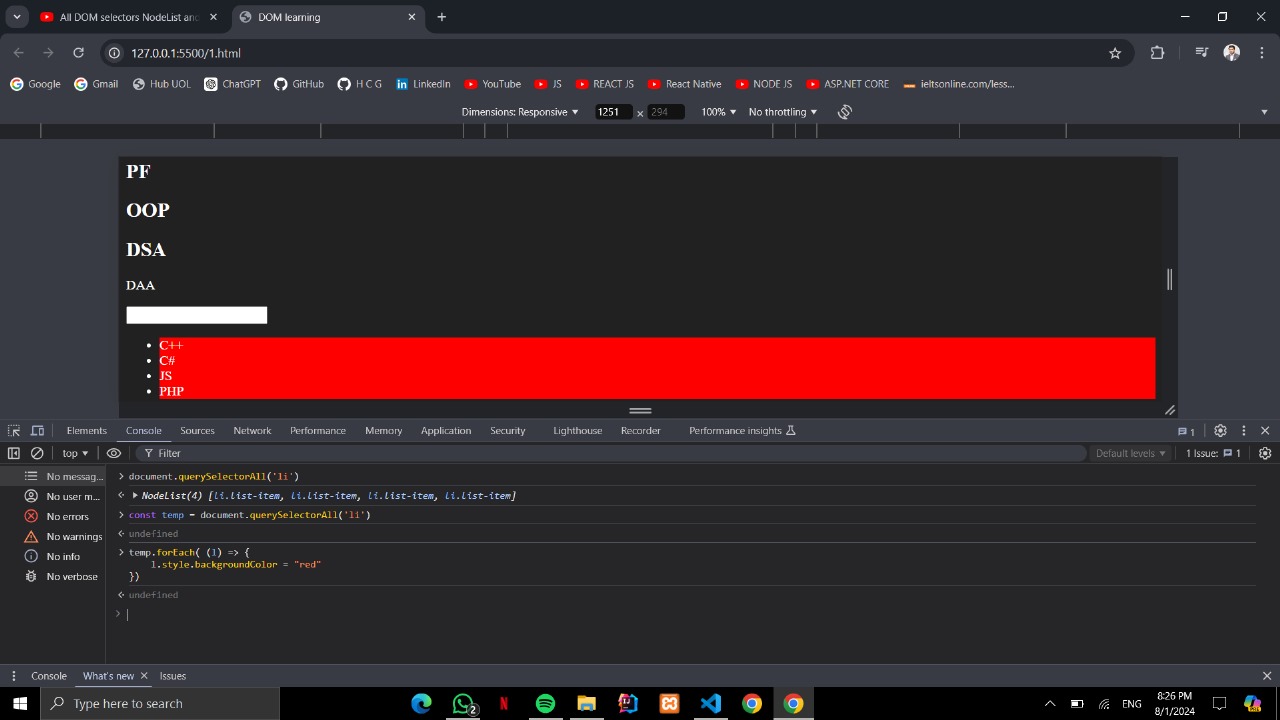 All DOM selectors NodeList an
DOM learning
127.0.0.1:5500/1.html
Google Gmail Hub UOL ChatGPT GitHub H C G LinkedIn YouTube JS REACT JS React Native NODE JS ASP.NET CORE ieltsonline.com/less...
Dimensions: Responsive 1251 x 294 100% No throttling
PF
OOP
DSA
DAA
C++
C#
JS
PHP
Elements Console Sources Network Performance Memory Application Security Lighthouse Recorder Performance insights 1
top Filter Default levels 1 Issue: 1
No messag...
No user m...
No errors
No warnings
No info
No verbose
document.querySelectorAll('li')
NodeList(4) [li.list-item, li.list-item, li.list-item, li.list-item]
const temp = document.querySelectorAll('li')
undefined
temp.forEach( (l) => {
l.style.backgroundColor = "red"
})
undefined
Console What's new Issues
Type here to search 2 ENG 8:26 PM
8/1/2024